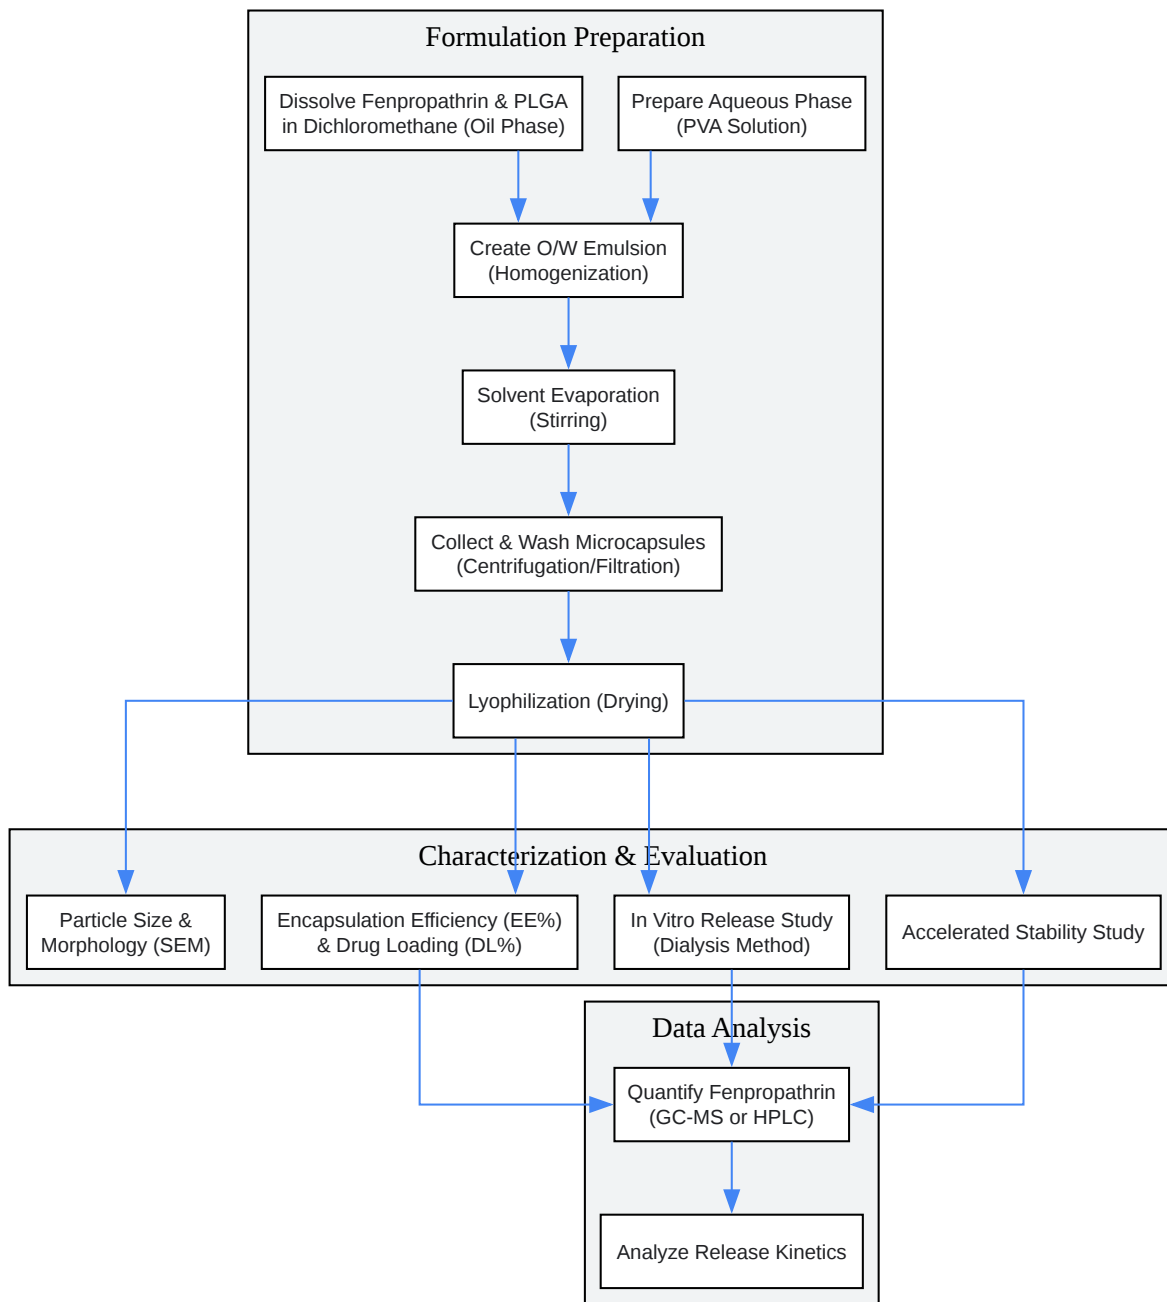 Formulation Preparation
Dissolve Fenpropathrin & PLGA
in Dichloromethane (Oil Phase)
Prepare Aqueous Phase
(PVA Solution)
Create O/W Emulsion
(Homogenization)
Solvent Evaporation
(Stirring)
Collect & Wash Microcapsules
(Centrifugation/Filtration)
Lyophilization (Drying)
Characterization & Evaluation
Particle Size &
Morphology (SEM)
Encapsulation Efficiency (EE%)
& Drug Loading (DL%)
In Vitro Release Study
(Dialysis Method)
Accelerated Stability Study
Data Analysis
Quantify Fenpropathrin
(GC-MS or HPLC)
Analyze Release Kinetics